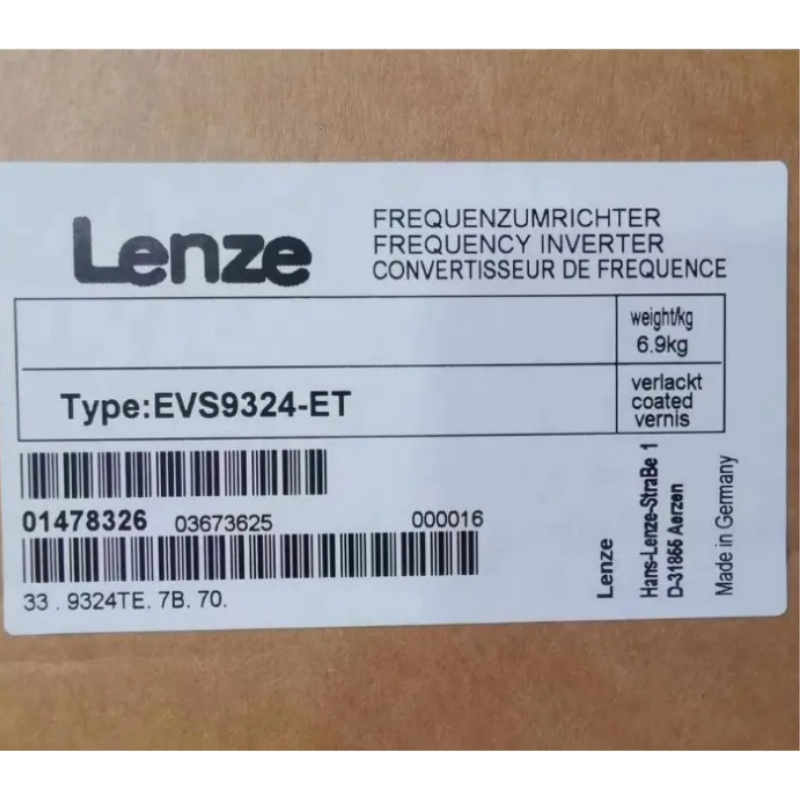 Lenze
FREQUENZUMRICHTER
FREQUENCY INVERTER
CONVERTISSEUR DE FREQUENCE
weight/kg
6.9kg
Type:EVS9324-ET
verlackt
coated
vernis
01478326 03673625 000016
33 . 9324TE. 7B. 70.
Lenze
Hans-Lenze-StraBe 1
D-31855 Aerzen
Made in Germany